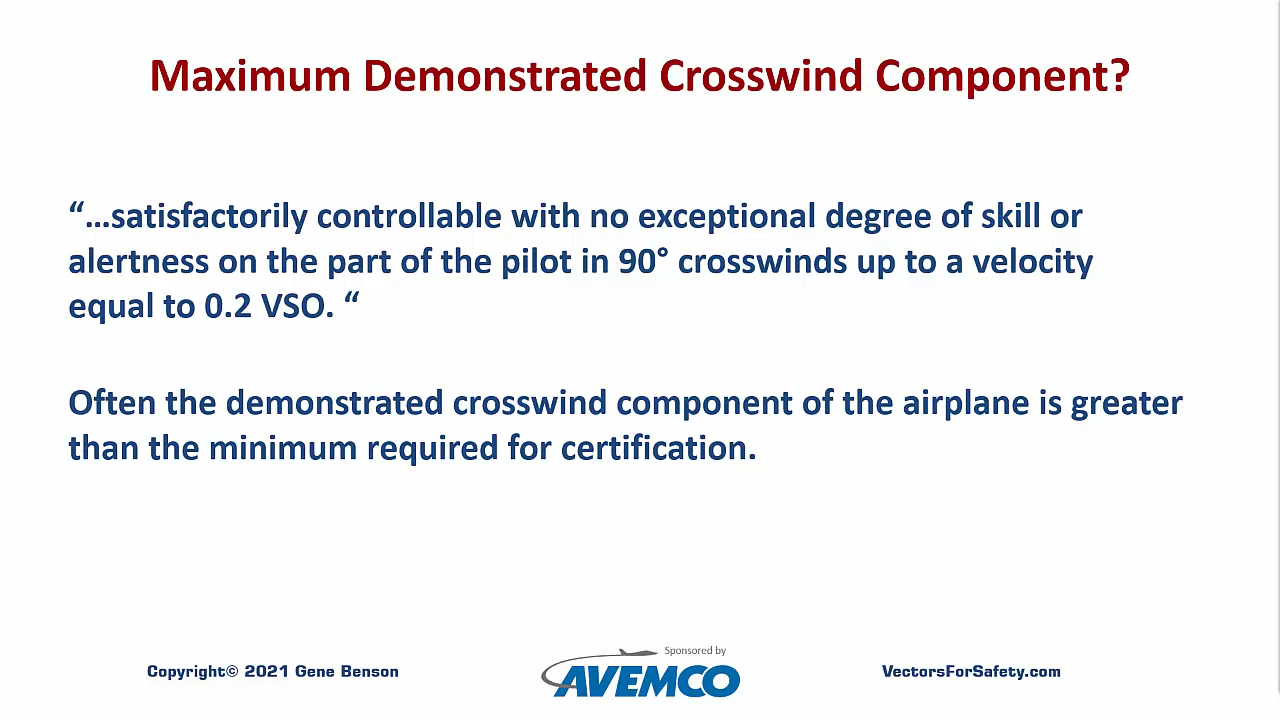 Maximum Demonstrated Crosswind Component?
“…satisfactorily controllable with no exceptional degree of skill or
alertness on the part of the pilot in 90° crosswinds up to a velocity
equal to 0.2 VSO. “
Often the demonstrated crosswind component of the airplane is greater
than the minimum required for certification.
Copyright© 2021 Gene Benson
Sponsored by
AVEMCO
VectorsForSafety.com